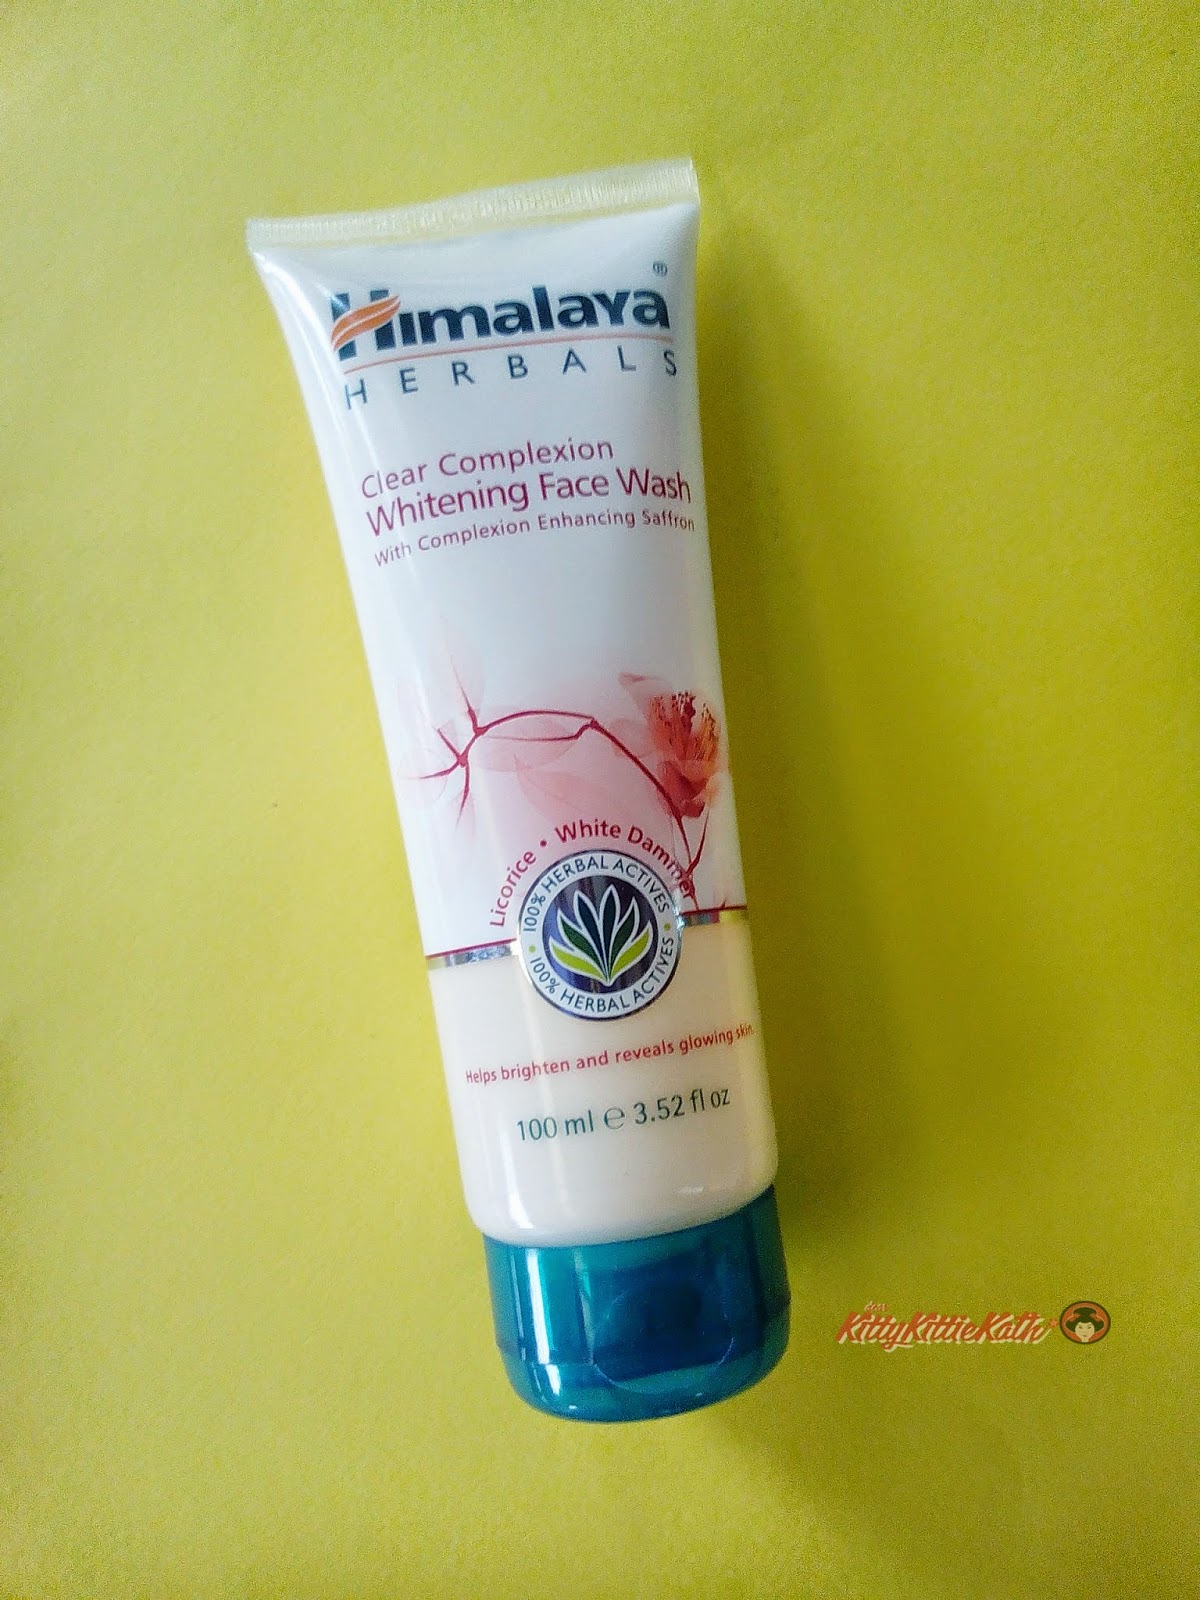 Himalaya®
HERBALS
Clear Complexion
Whitening Face Wash
With Complexion Enhancing Saffron
Licorice • White Dammer
100% HERBAL ACTIVES
100% HERBAL ACTIVES
Helps brighten and reveals glowing skin.
100 ml ℮ 3.52 fl oz
KittyKittieKath